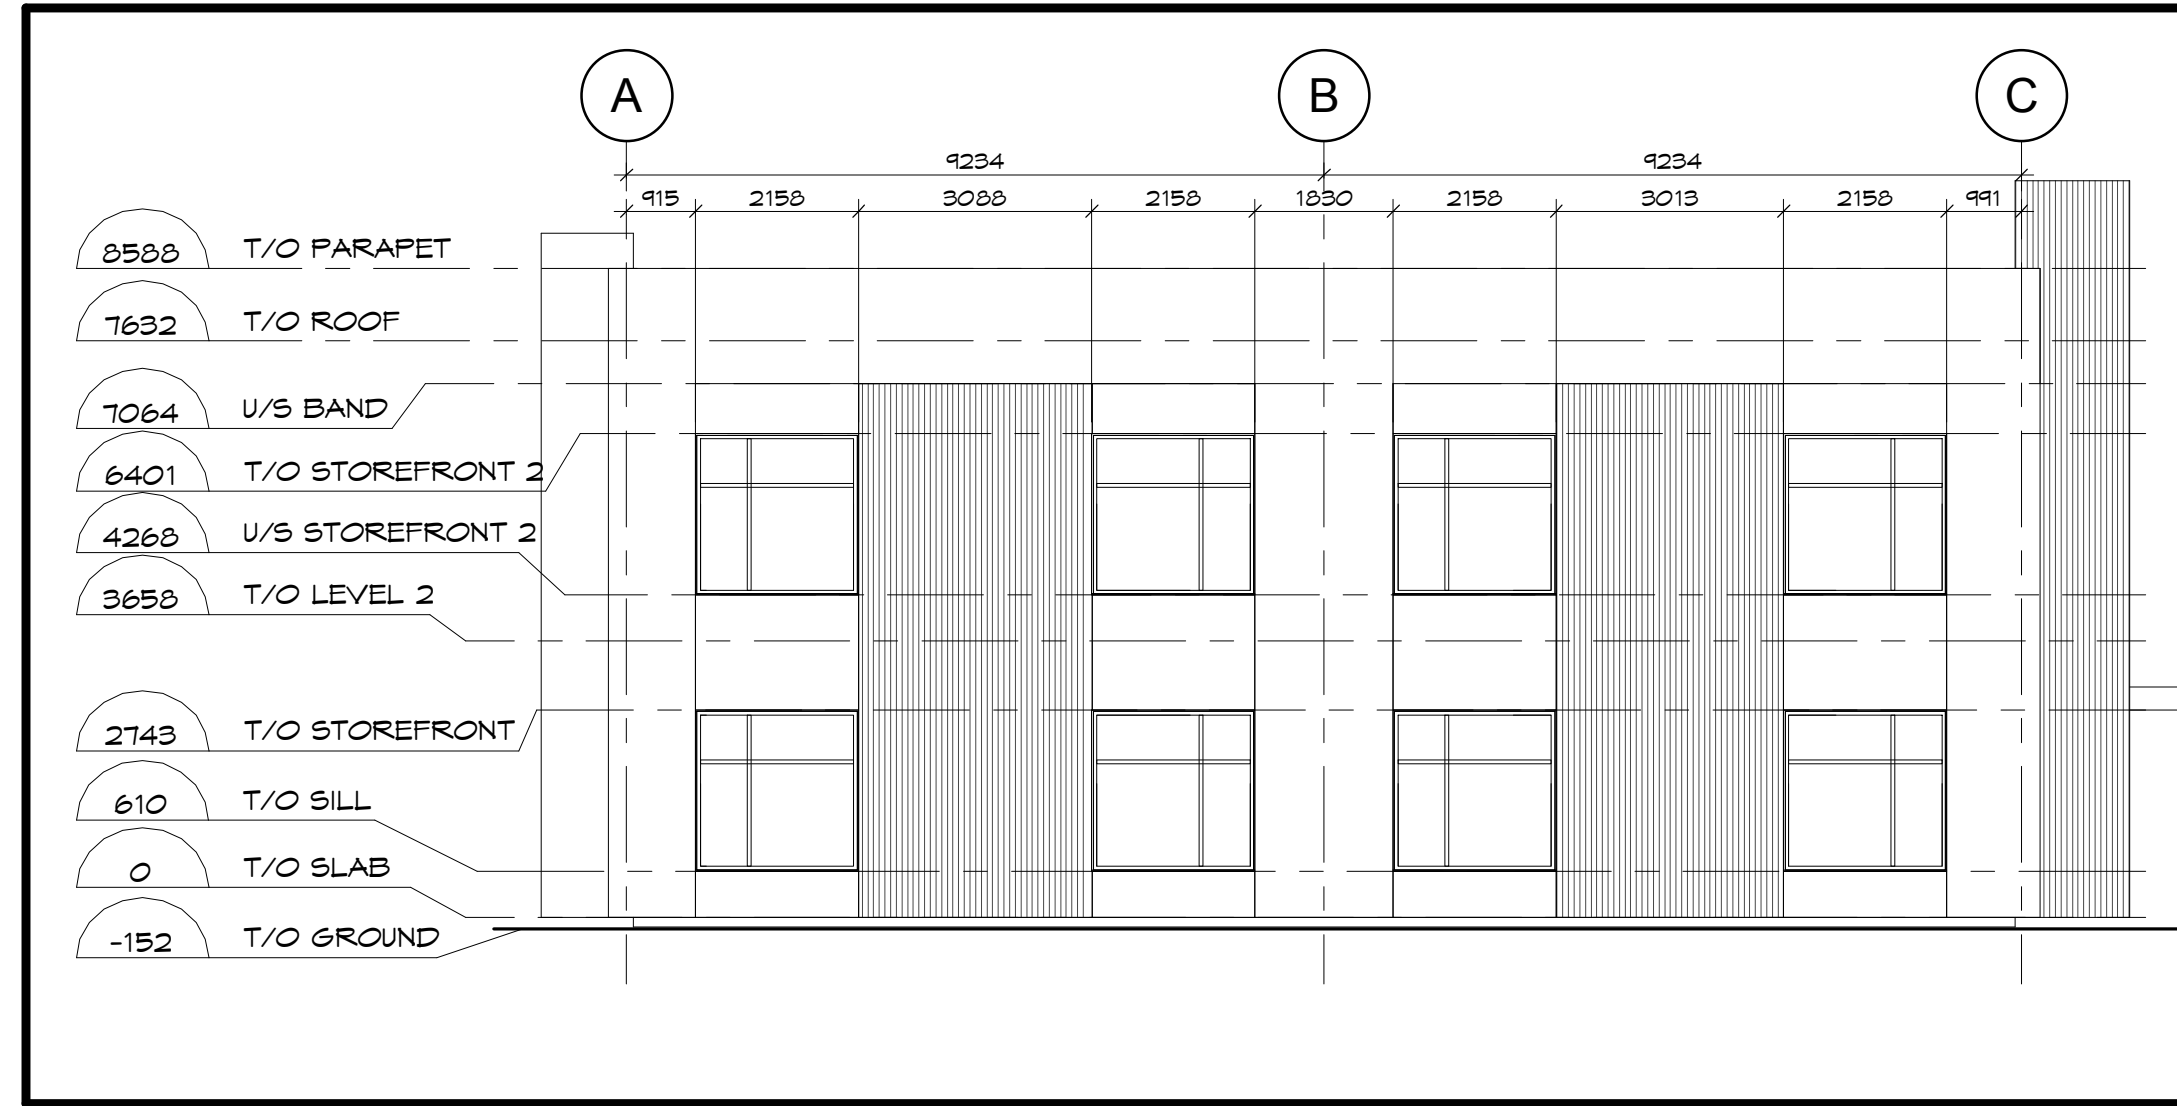 A B C
9234 9234
915 2158 3088 2158 1830 2158 3013 2158 991
8588 T/O PARAPET
7632 T/O ROOF
7064 U/S BAND
6401 T/O STOREFRONT 2
4268 U/S STOREFRONT 2
3658 T/O LEVEL 2
2743 T/O STOREFRONT
610 T/O SILL
0 T/O SLAB
-152 T/O GROUND